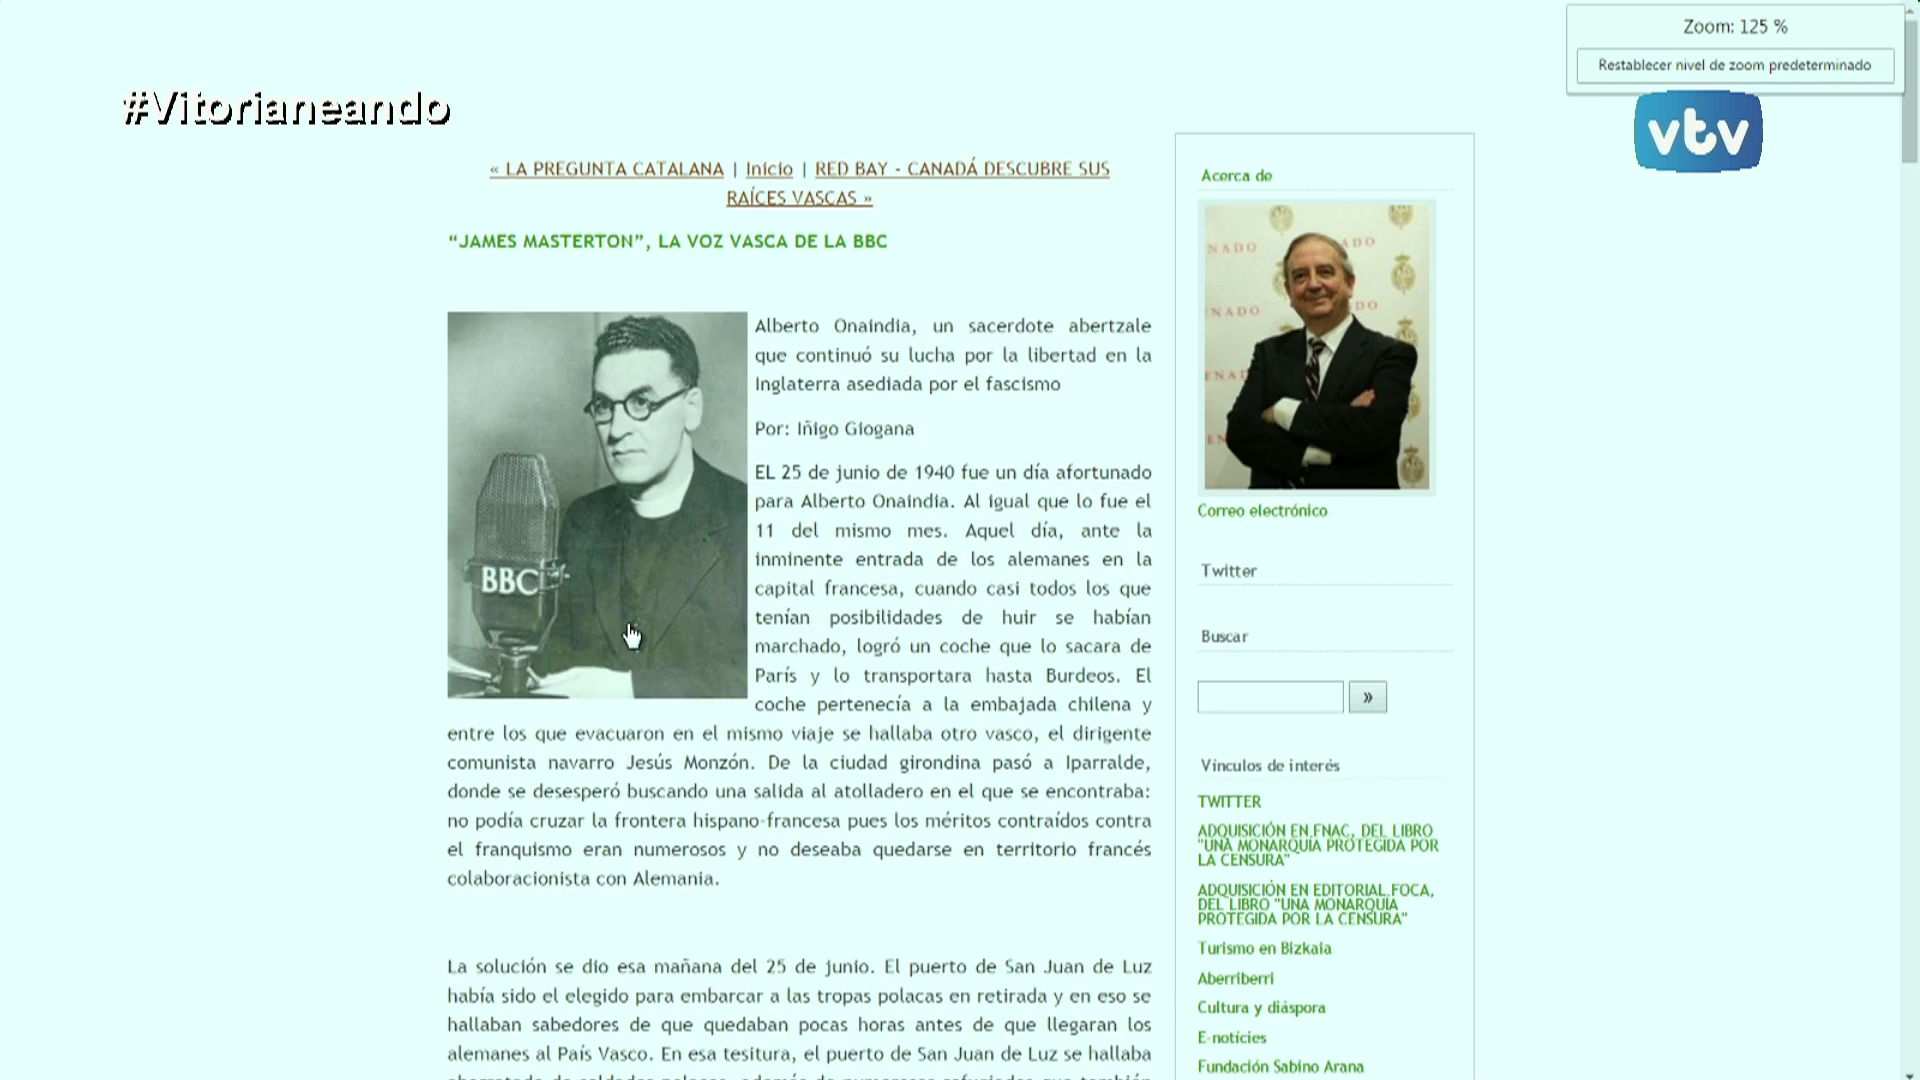 Zoom: 125 %
Restablecer nivel de zoom predeterminado
#Vitorianeando
vtv
« LA PREGUNTA CATALANA | Inicio | RED BAY - CANADÁ DESCUBRE SUS
RAÍCES VASCAS »
“JAMES MASTERTON”, LA VOZ VASCA DE LA BBC
BBC
Alberto Onaindia, un sacerdote abertzale
que continuó su lucha por la libertad en la
Inglaterra asediada por el fascismo
Por: Iñigo Giogana
EL 25 de junio de 1940 fue un día afortunado
para Alberto Onaindia. Al igual que lo fue el
11 del mismo mes. Aquel día, ante la
inminente entrada de los alemanes en la
capital francesa, cuando casi todos los que
tenían posibilidades de huir se habían
marchado, logró un coche que lo sacara de
París y lo transportara hasta Burdeos. El
coche pertenecía a la embajada chilena y
entre los que evacuaron en el mismo viaje se hallaba otro vasco, el dirigente
comunista navarro Jesús Monzón. De la ciudad girondina pasó a Iparralde,
donde se desesperó buscando una salida al atolladero en el que se encontraba:
no podía cruzar la frontera hispano-francesa pues los méritos contraídos contra
el franquismo eran numerosos y no deseaba quedarse en territorio francés
colaboracionista con Alemania.
La solución se dio esa mañana del 25 de junio. El puerto de San Juan de Luz
había sido el elegido para embarcar a las tropas polacas en retirada y en eso se
hallaban sabedores de que quedaban pocas horas antes de que llegaran los
alemanes al País Vasco. En esa tesitura, el puerto de San Juan de Luz se hallaba
Acerca de
NADO
ADO
ENADO
DO
ENAD
EN
Correo electrónico
Twitter
Buscar
»
Vínculos de interés
TWITTER
ADQUISICIÓN EN FNAC, DEL LIBRO
"UNA MONARQUÍA PROTEGIDA POR
LA CENSURA"
ADQUISICIÓN EN EDITORIAL FOCA,
DEL LIBRO "UNA MONARQUÍA
PROTEGIDA POR LA CENSURA"
Turismo en Bizkaia
Aberriberri
Cultura y diáspora
E-notícies
Fundación Sabino Arana